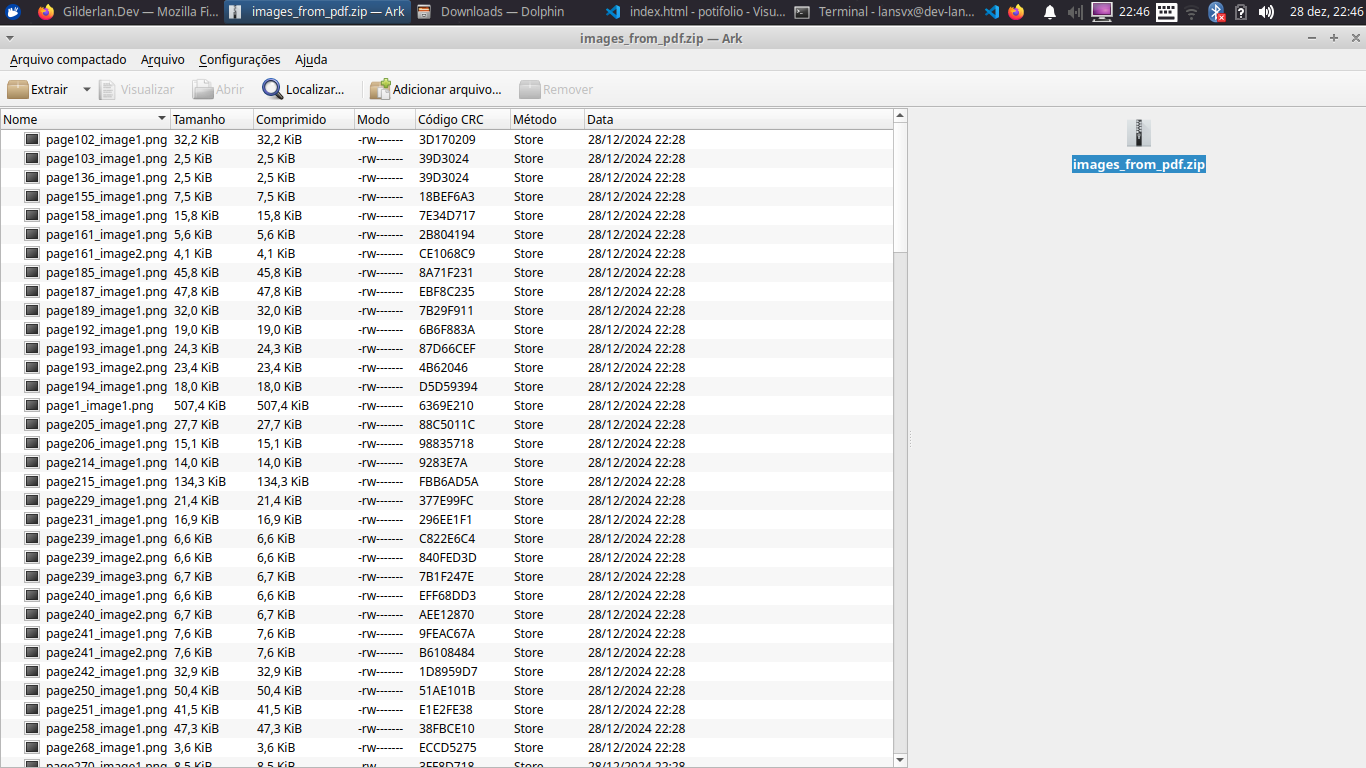 Gilderlan.Dev — Mozilla Fi... images_from_pdf.zip — Ark Downloads — Dolphin index.html - potifolio - Visu... Terminal - lansvx@dev-lan... 22:46 28 dez, 22:46
images_from_pdf.zip — Ark
Arquivo compactado Arquivo Configurações Ajuda
Extrair Visualizar Abrir Localizar... Adicionar arquivo... Remover
Nome Tamanho Comprimido Modo Código CRC Método Data
page102_image1.png 32,2 KiB 32,2 KiB -rw------- 3D170209 Store 28/12/2024 22:28
page103_image1.png 2,5 KiB 2,5 KiB -rw------- 39D3024 Store 28/12/2024 22:28
images_from_pdf.zip
page136_image1.png 2,5 KiB 2,5 KiB -rw------- 39D3024 Store 28/12/2024 22:28
page155_image1.png 7,5 KiB 7,5 KiB -rw------- 18BEF6A3 Store 28/12/2024 22:28
page158_image1.png 15,8 KiB 15,8 KiB -rw------- 7E34D717 Store 28/12/2024 22:28
page161_image1.png 5,6 KiB 5,6 KiB -rw------- 2B804194 Store 28/12/2024 22:28
page161_image2.png 4,1 KiB 4,1 KiB -rw------- CE1068C9 Store 28/12/2024 22:28
page185_image1.png 45,8 KiB 45,8 KiB -rw------- 8A71F231 Store 28/12/2024 22:28
page187_image1.png 47,8 KiB 47,8 KiB -rw------- EBF8C235 Store 28/12/2024 22:28
page189_image1.png 32,0 KiB 32,0 KiB -rw------- 7B29F911 Store 28/12/2024 22:28
page192_image1.png 19,0 KiB 19,0 KiB -rw------- 6B6F883A Store 28/12/2024 22:28
page193_image1.png 24,3 KiB 24,3 KiB -rw------- 87D66CEF Store 28/12/2024 22:28
page193_image2.png 23,4 KiB 23,4 KiB -rw------- 4B62046 Store 28/12/2024 22:28
page194_image1.png 18,0 KiB 18,0 KiB -rw------- D5D59394 Store 28/12/2024 22:28
page1_image1.png 507,4 KiB 507,4 KiB -rw------- 6369E210 Store 28/12/2024 22:28
page205_image1.png 27,7 KiB 27,7 KiB -rw------- 88C5011C Store 28/12/2024 22:28
page206_image1.png 15,1 KiB 15,1 KiB -rw------- 98835718 Store 28/12/2024 22:28
page214_image1.png 14,0 KiB 14,0 KiB -rw------- 9283E7A Store 28/12/2024 22:28
page215_image1.png 134,3 KiB 134,3 KiB -rw------- FBB6AD5A Store 28/12/2024 22:28
page229_image1.png 21,4 KiB 21,4 KiB -rw------- 377E99FC Store 28/12/2024 22:28
page231_image1.png 16,9 KiB 16,9 KiB -rw------- 296EE1F1 Store 28/12/2024 22:28
page239_image1.png 6,6 KiB 6,6 KiB -rw------- C822E6C4 Store 28/12/2024 22:28
page239_image2.png 6,6 KiB 6,6 KiB -rw------- 840FED3D Store 28/12/2024 22:28
page239_image3.png 6,7 KiB 6,7 KiB -rw------- 7B1F247E Store 28/12/2024 22:28
page240_image1.png 6,6 KiB 6,6 KiB -rw------- EFF68DD3 Store 28/12/2024 22:28
page240_image2.png 6,7 KiB 6,7 KiB -rw------- AEE12870 Store 28/12/2024 22:28
page241_image1.png 7,6 KiB 7,6 KiB -rw------- 9FEAC67A Store 28/12/2024 22:28
page241_image2.png 7,6 KiB 7,6 KiB -rw------- B6108484 Store 28/12/2024 22:28
page242_image1.png 32,9 KiB 32,9 KiB -rw------- 1D8959D7 Store 28/12/2024 22:28
page250_image1.png 50,4 KiB 50,4 KiB -rw------- 51AE101B Store 28/12/2024 22:28
page251_image1.png 41,5 KiB 41,5 KiB -rw------- E1E2FE38 Store 28/12/2024 22:28
page258_image1.png 47,3 KiB 47,3 KiB -rw------- 38FBCE10 Store 28/12/2024 22:28
page268_image1.png 3,6 KiB 3,6 KiB -rw------- ECCD5275 Store 28/12/2024 22:28
page270_image1.png 8,5 KiB 8,5 KiB -rw------- Store 28/12/2024 22:28